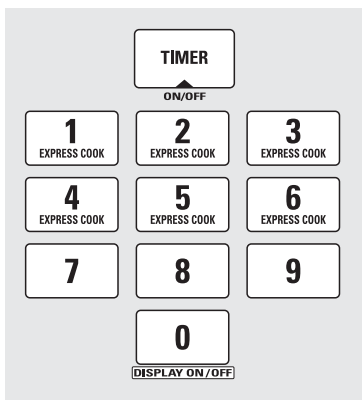 TIMER
ON/OFF
1 2 3
EXPRESS COOK EXPRESS COOK EXPRESS COOK
4 5 6
EXPRESS COOK EXPRESS COOK EXPRESS COOK
7 8 9
0
DISPLAY ON/OFF